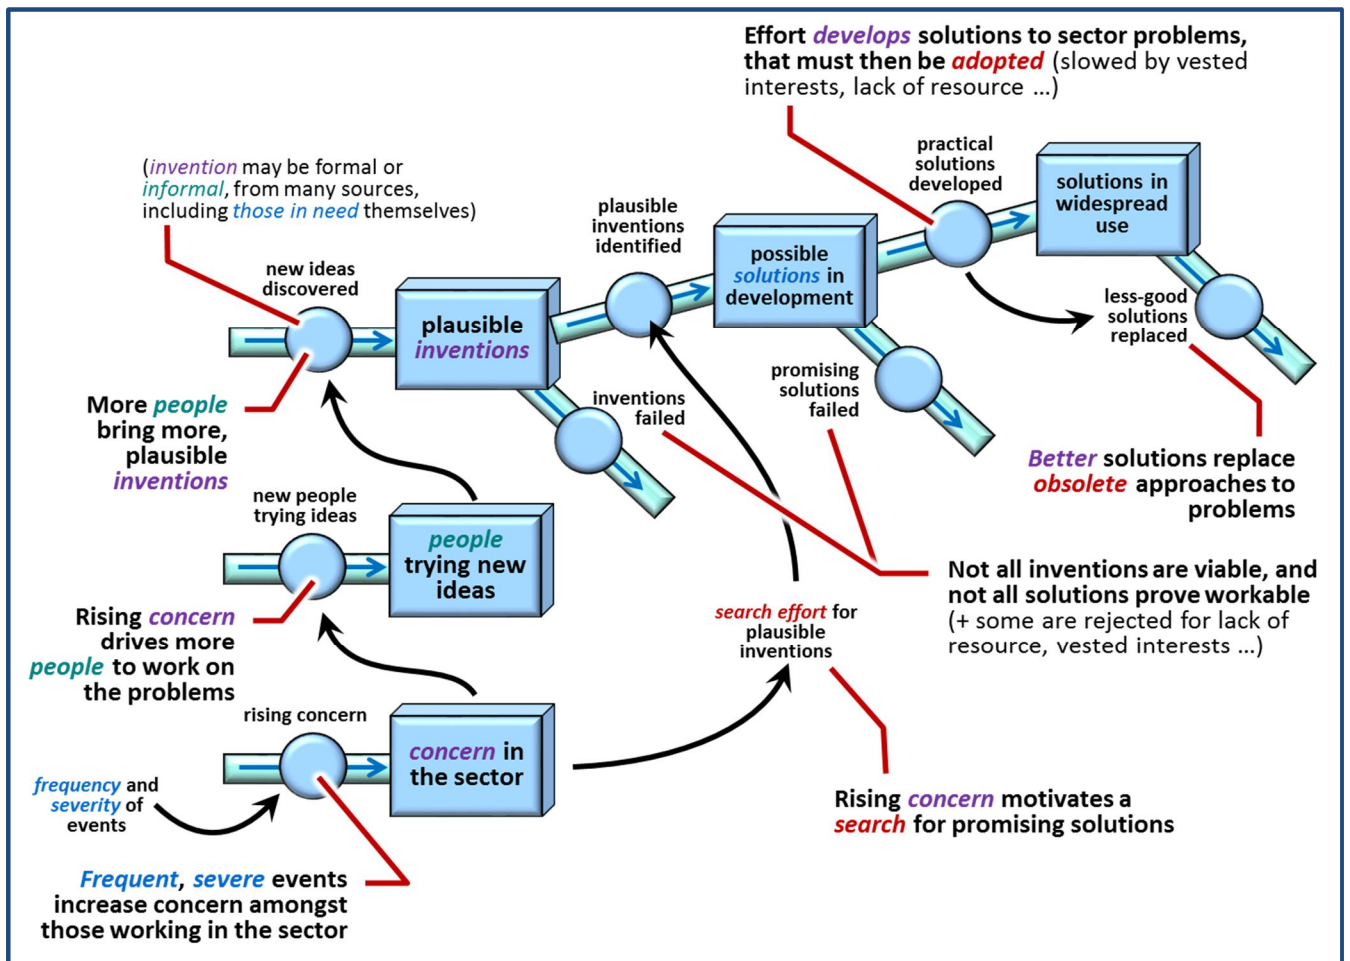 Effort develops solutions to sector problems,
that must then be adopted (slowed by vested
interests, lack of resource ...)
(invention may be formal or
informal, from many sources,
including those in need themselves)
new ideas
discovered
plausible
inventions
plausible
inventions
identified
possible
solutions in
development
practical
solutions
developed
solutions in
widespread
use
less-good
solutions
replaced
More people
bring more,
plausible
inventions
inventions
failed
promising
solutions
failed
Better solutions replace
obsolete approaches to
problems
new people
trying ideas
people
trying new
ideas
Not all inventions are viable, and
not all solutions prove workable
(+ some are rejected for lack of
resource, vested interests ...)
Rising concern
drives more
people to work on
the problems
search effort for
plausible
inventions
rising concern
concern in
the sector
frequency and
severity of
events
Rising concern motivates a
search for promising solutions
Frequent, severe events
increase concern amongst
those working in the sector